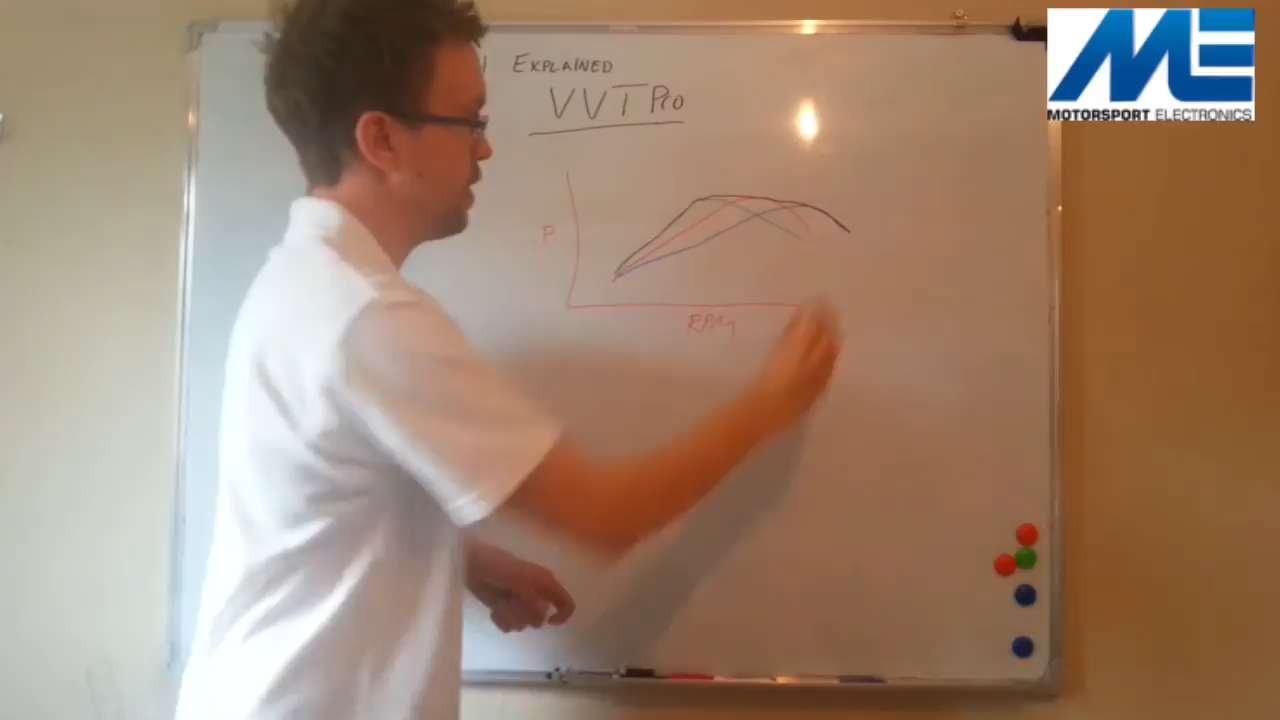 EXPLAINED
VVT Pro
P
RPM
ME
MOTORSPORT ELECTRONICS